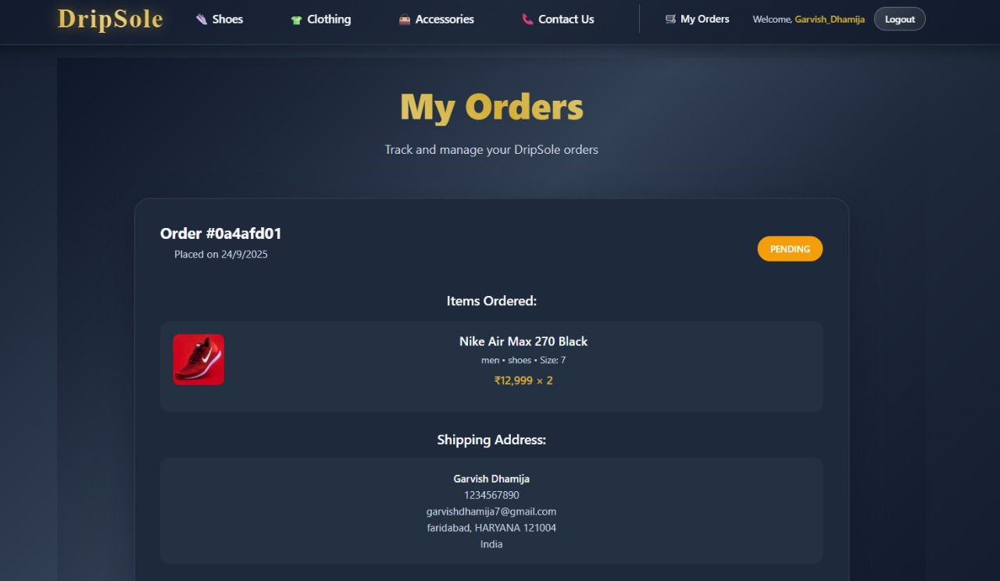 DripSole
Shoes
Clothing
Accessories
Contact Us
My Orders
Welcome, Garvish_Dhamija
Logout
My Orders
Track and manage your DripSole orders
Order #0a4afd01
Placed on 24/9/2025
PENDING
Items Ordered:
Nike Air Max 270 Black
men • shoes • Size: 7
₹12,999 × 2
Shipping Address:
Garvish Dhamija
1234567890
garvishdhamija7@gmail.com
faridabad, HARYANA 121004
India